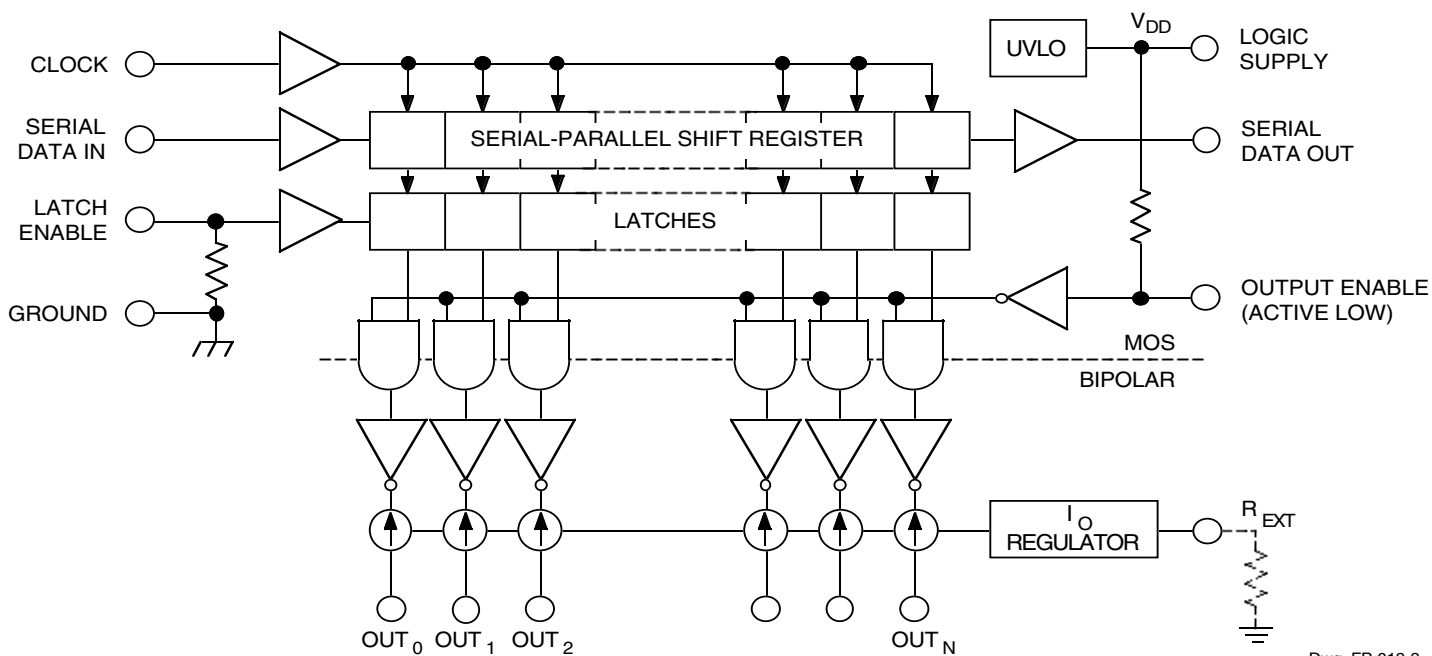 CLOCK
SERIAL
DATA IN
LATCH
ENABLE
GROUND
UVLO
VDD
LOGIC
SUPPLY
SERIAL-PARALLEL SHIFT REGISTER
SERIAL
DATA OUT
LATCHES
OUTPUT ENABLE
(ACTIVE LOW)
MOS
BIPOLAR
IO
REGULATOR
REXT
OUT0
OUT1
OUT2
OUTN